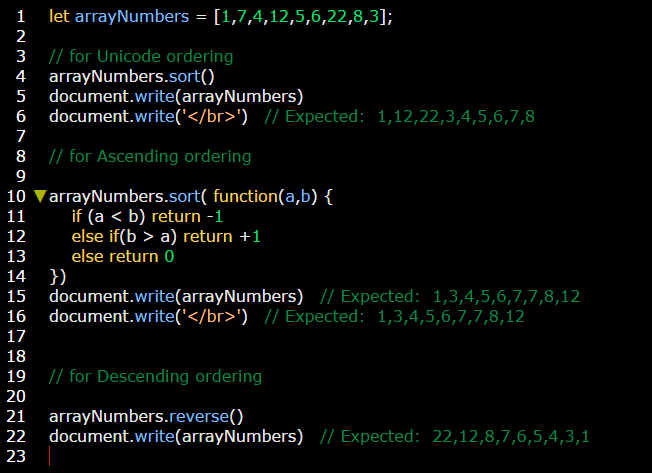 1 let arrayNumbers = [1,7,4,12,5,6,22,8,3];
2
3 // for Unicode ordering
4 arrayNumbers.sort()
5 document.write(arrayNumbers)
6 document.write('</br>') // Expected: 1,12,22,3,4,5,6,7,8
7
8 // for Ascending ordering
9
10 arrayNumbers.sort( function(a,b) {
11 if (a < b) return -1
12 else if(b > a) return +1
13 else return 0
14 })
15 document.write(arrayNumbers) // Expected: 1,3,4,5,6,7,7,8,12
16 document.write('</br>') // Expected: 1,3,4,5,6,7,7,8,12
17
18
19 // for Descending ordering
20
21 arrayNumbers.reverse()
22 document.write(arrayNumbers) // Expected: 22,12,8,7,6,5,4,3,1
23